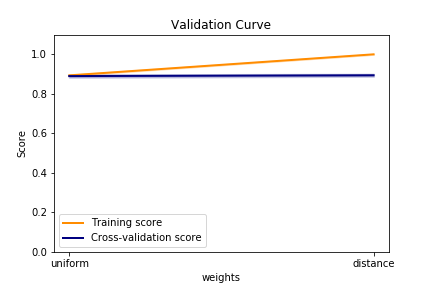 Validation Curve
1.0
0.8
0.6
0.4
0.2
0.0
Score
Training score
Cross-validation score
uniform distance
weights